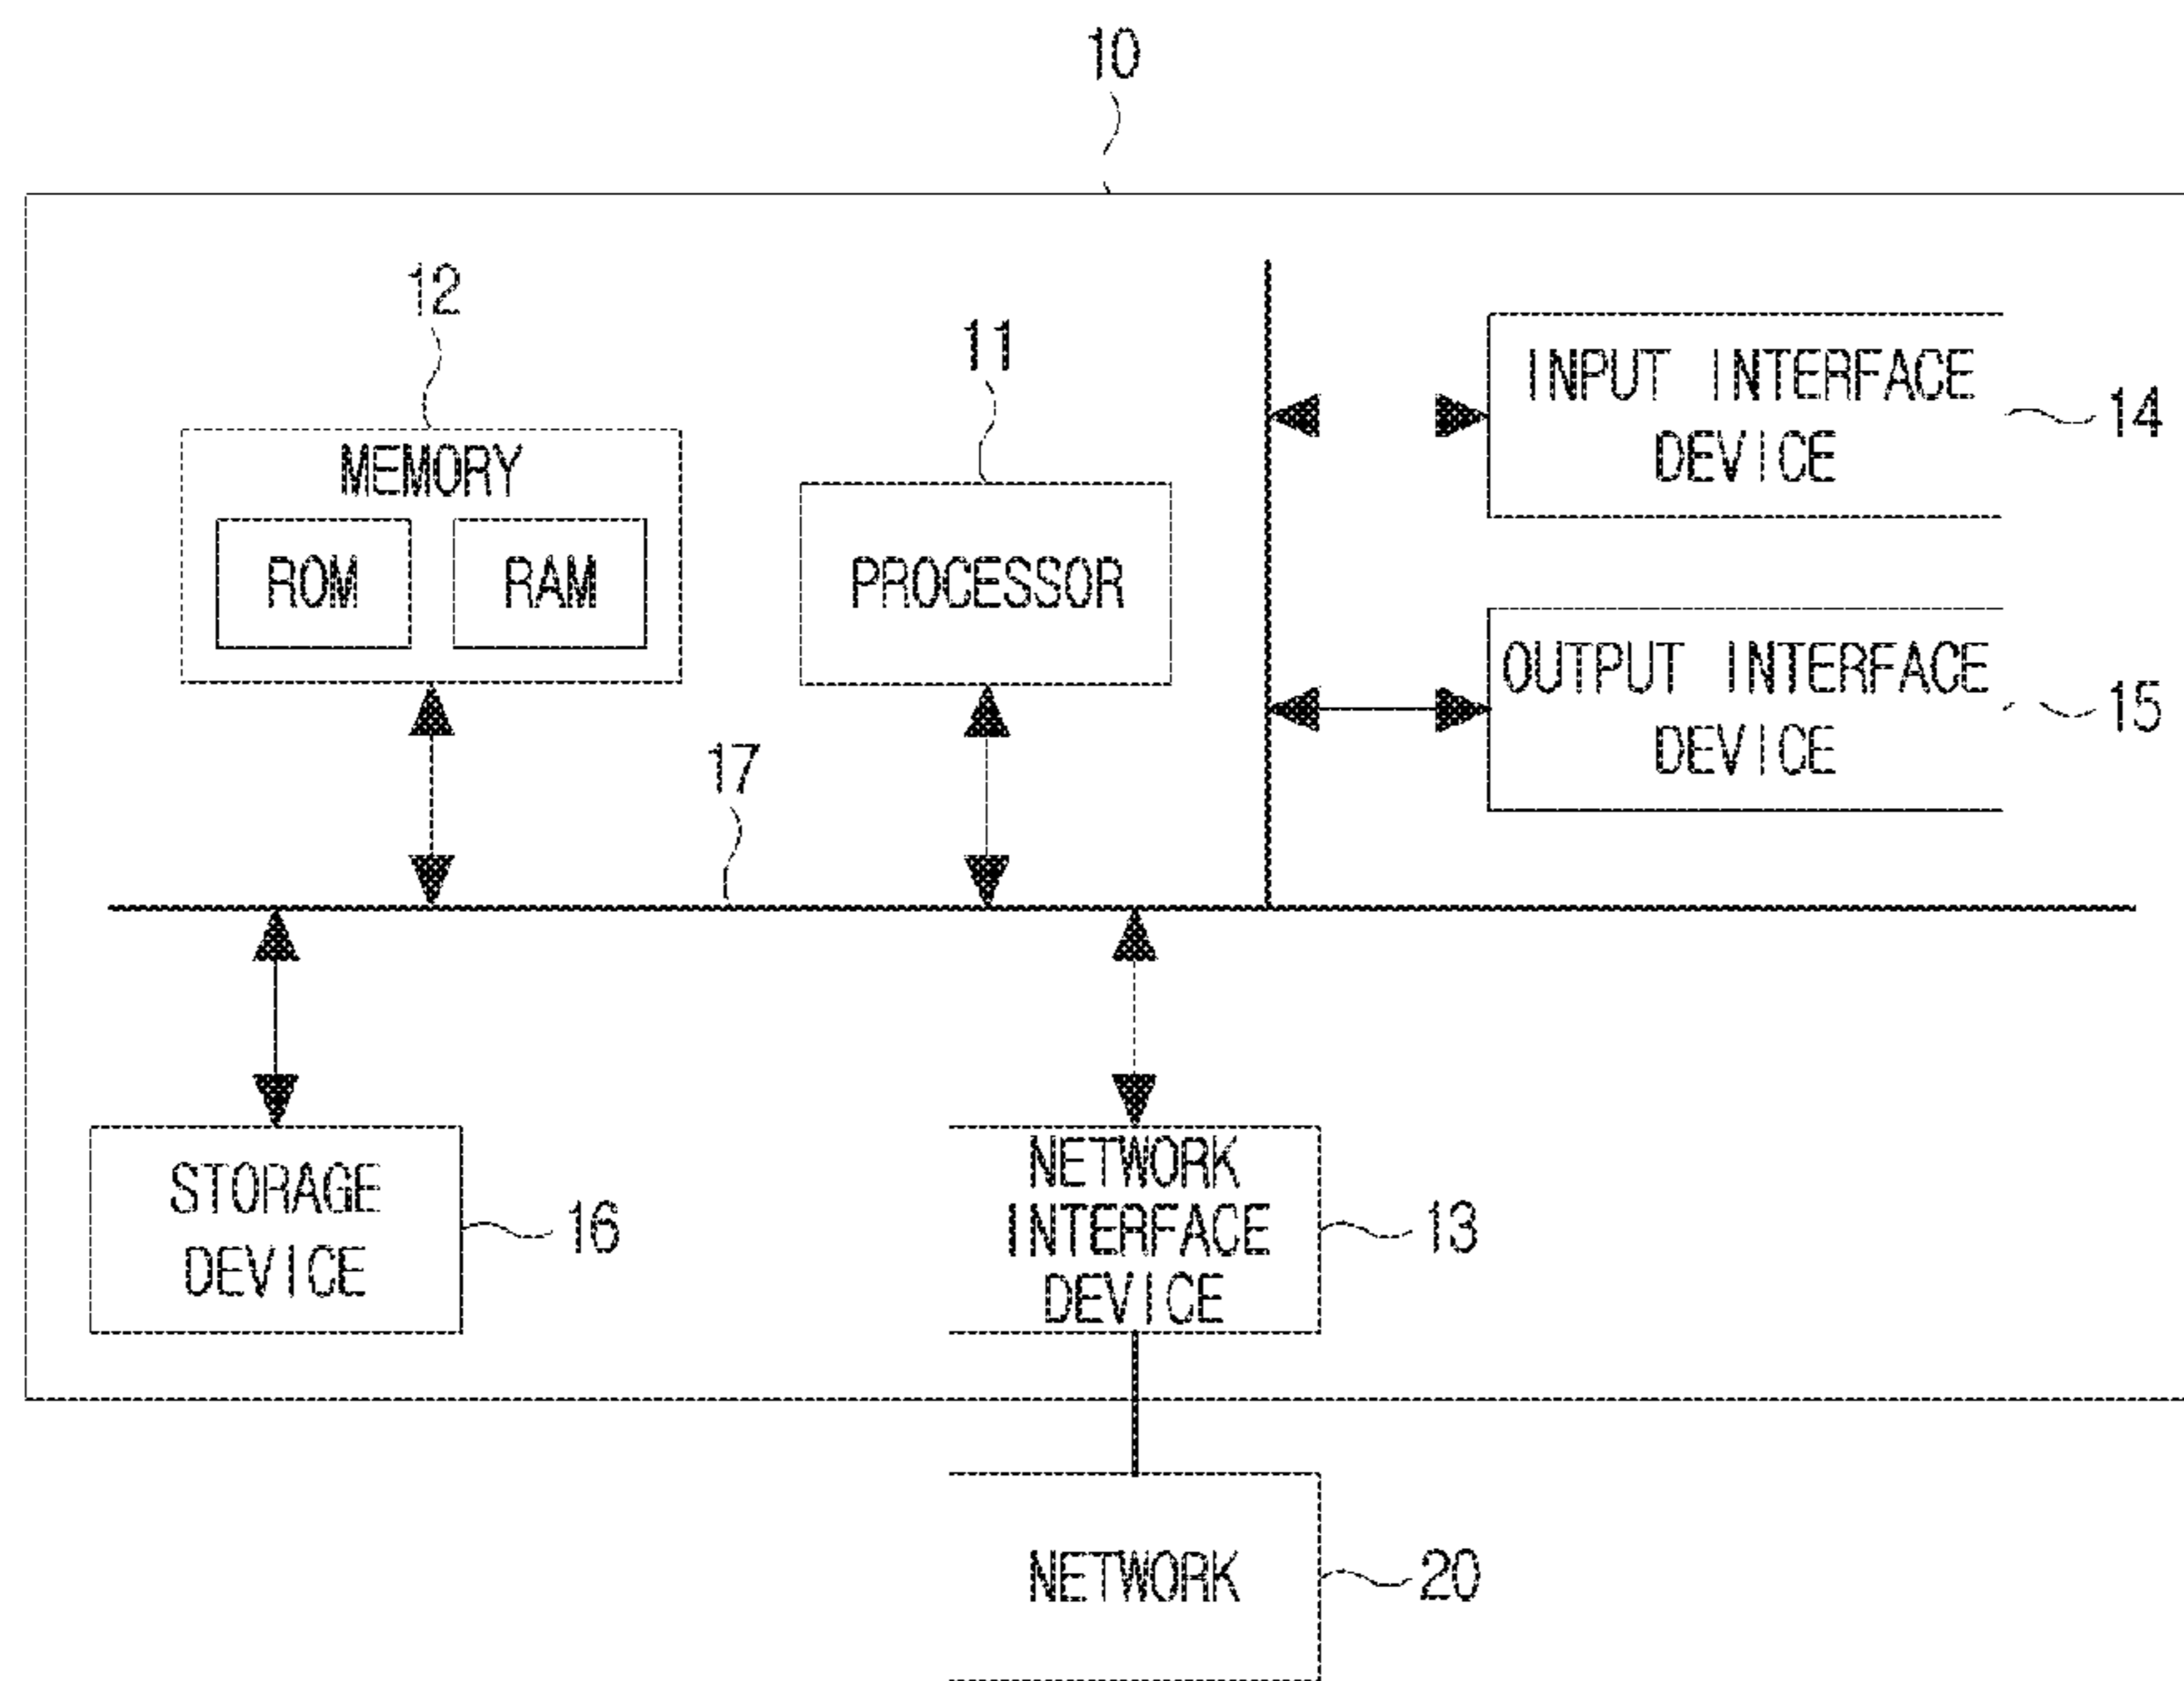 10
12
11
MEMORY
ROM
RAM
PROCESSOR
INPUT INTERFACE
DEVICE
14
OUTPUT INTERFACE
DEVICE
15
17
STORAGE
DEVICE
16
NETWORK
INTERFACE
DEVICE
13
NETWORK
20